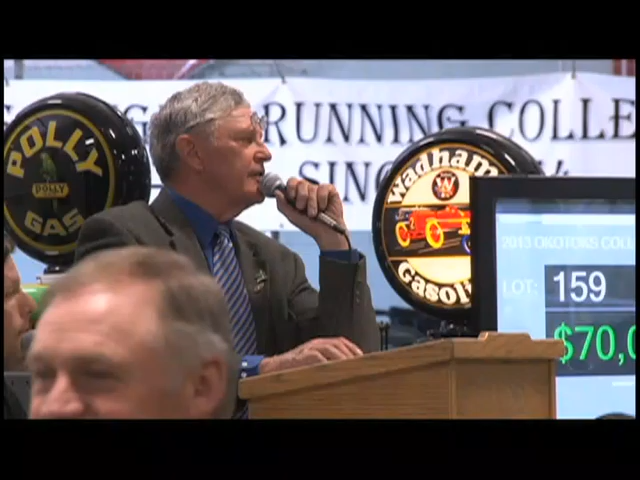 RUNNING COLLE
SINC
POLLY
POLLY
GAS
Wadham
W
Gasoli
2013 OKOTOKS COLL
LOT: 159
$70,0